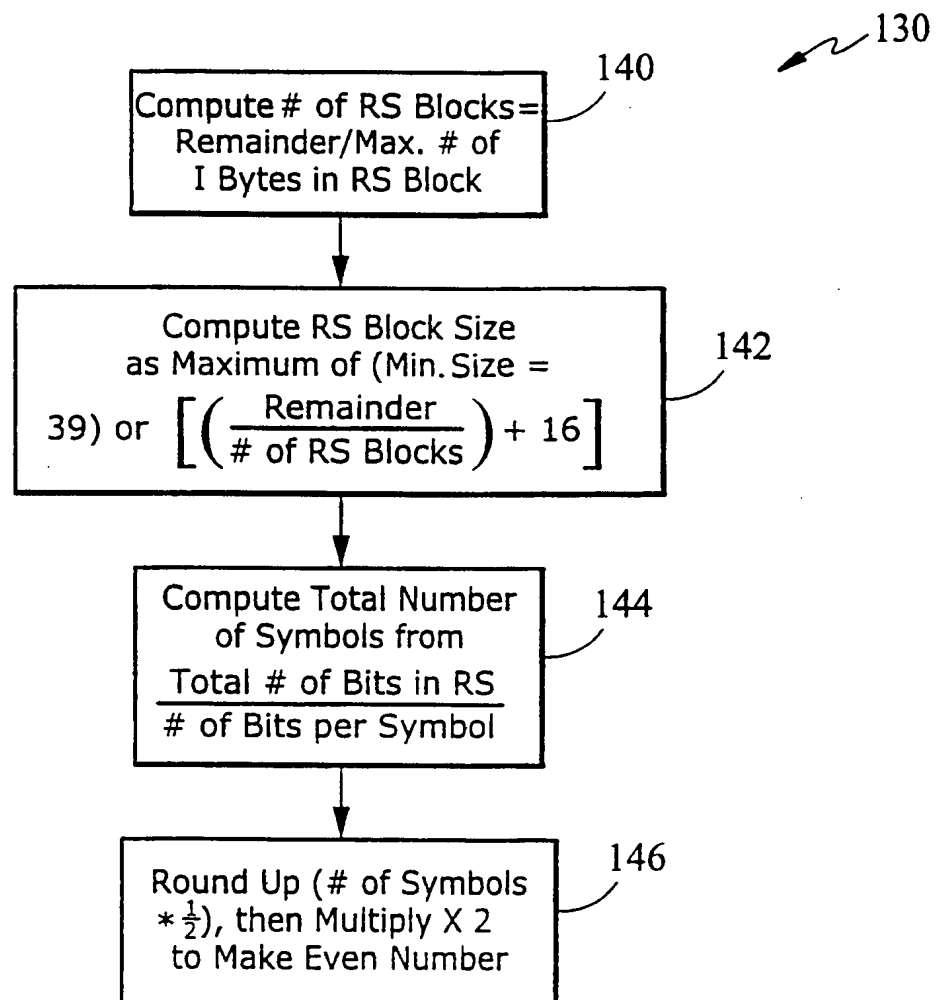 130
140
Compute # of RS Blocks=
Remainder/Max. # of
I Bytes in RS Block
142
Compute RS Block Size
as Maximum of (Min. Size =
39) or [( Remainder
# of RS Blocks ) + 16]
144
Compute Total Number
of Symbols from
Total # of Bits in RS
# of Bits per Symbol
146
Round Up (# of Symbols
* 1/2), then Multiply X 2
to Make Even Number